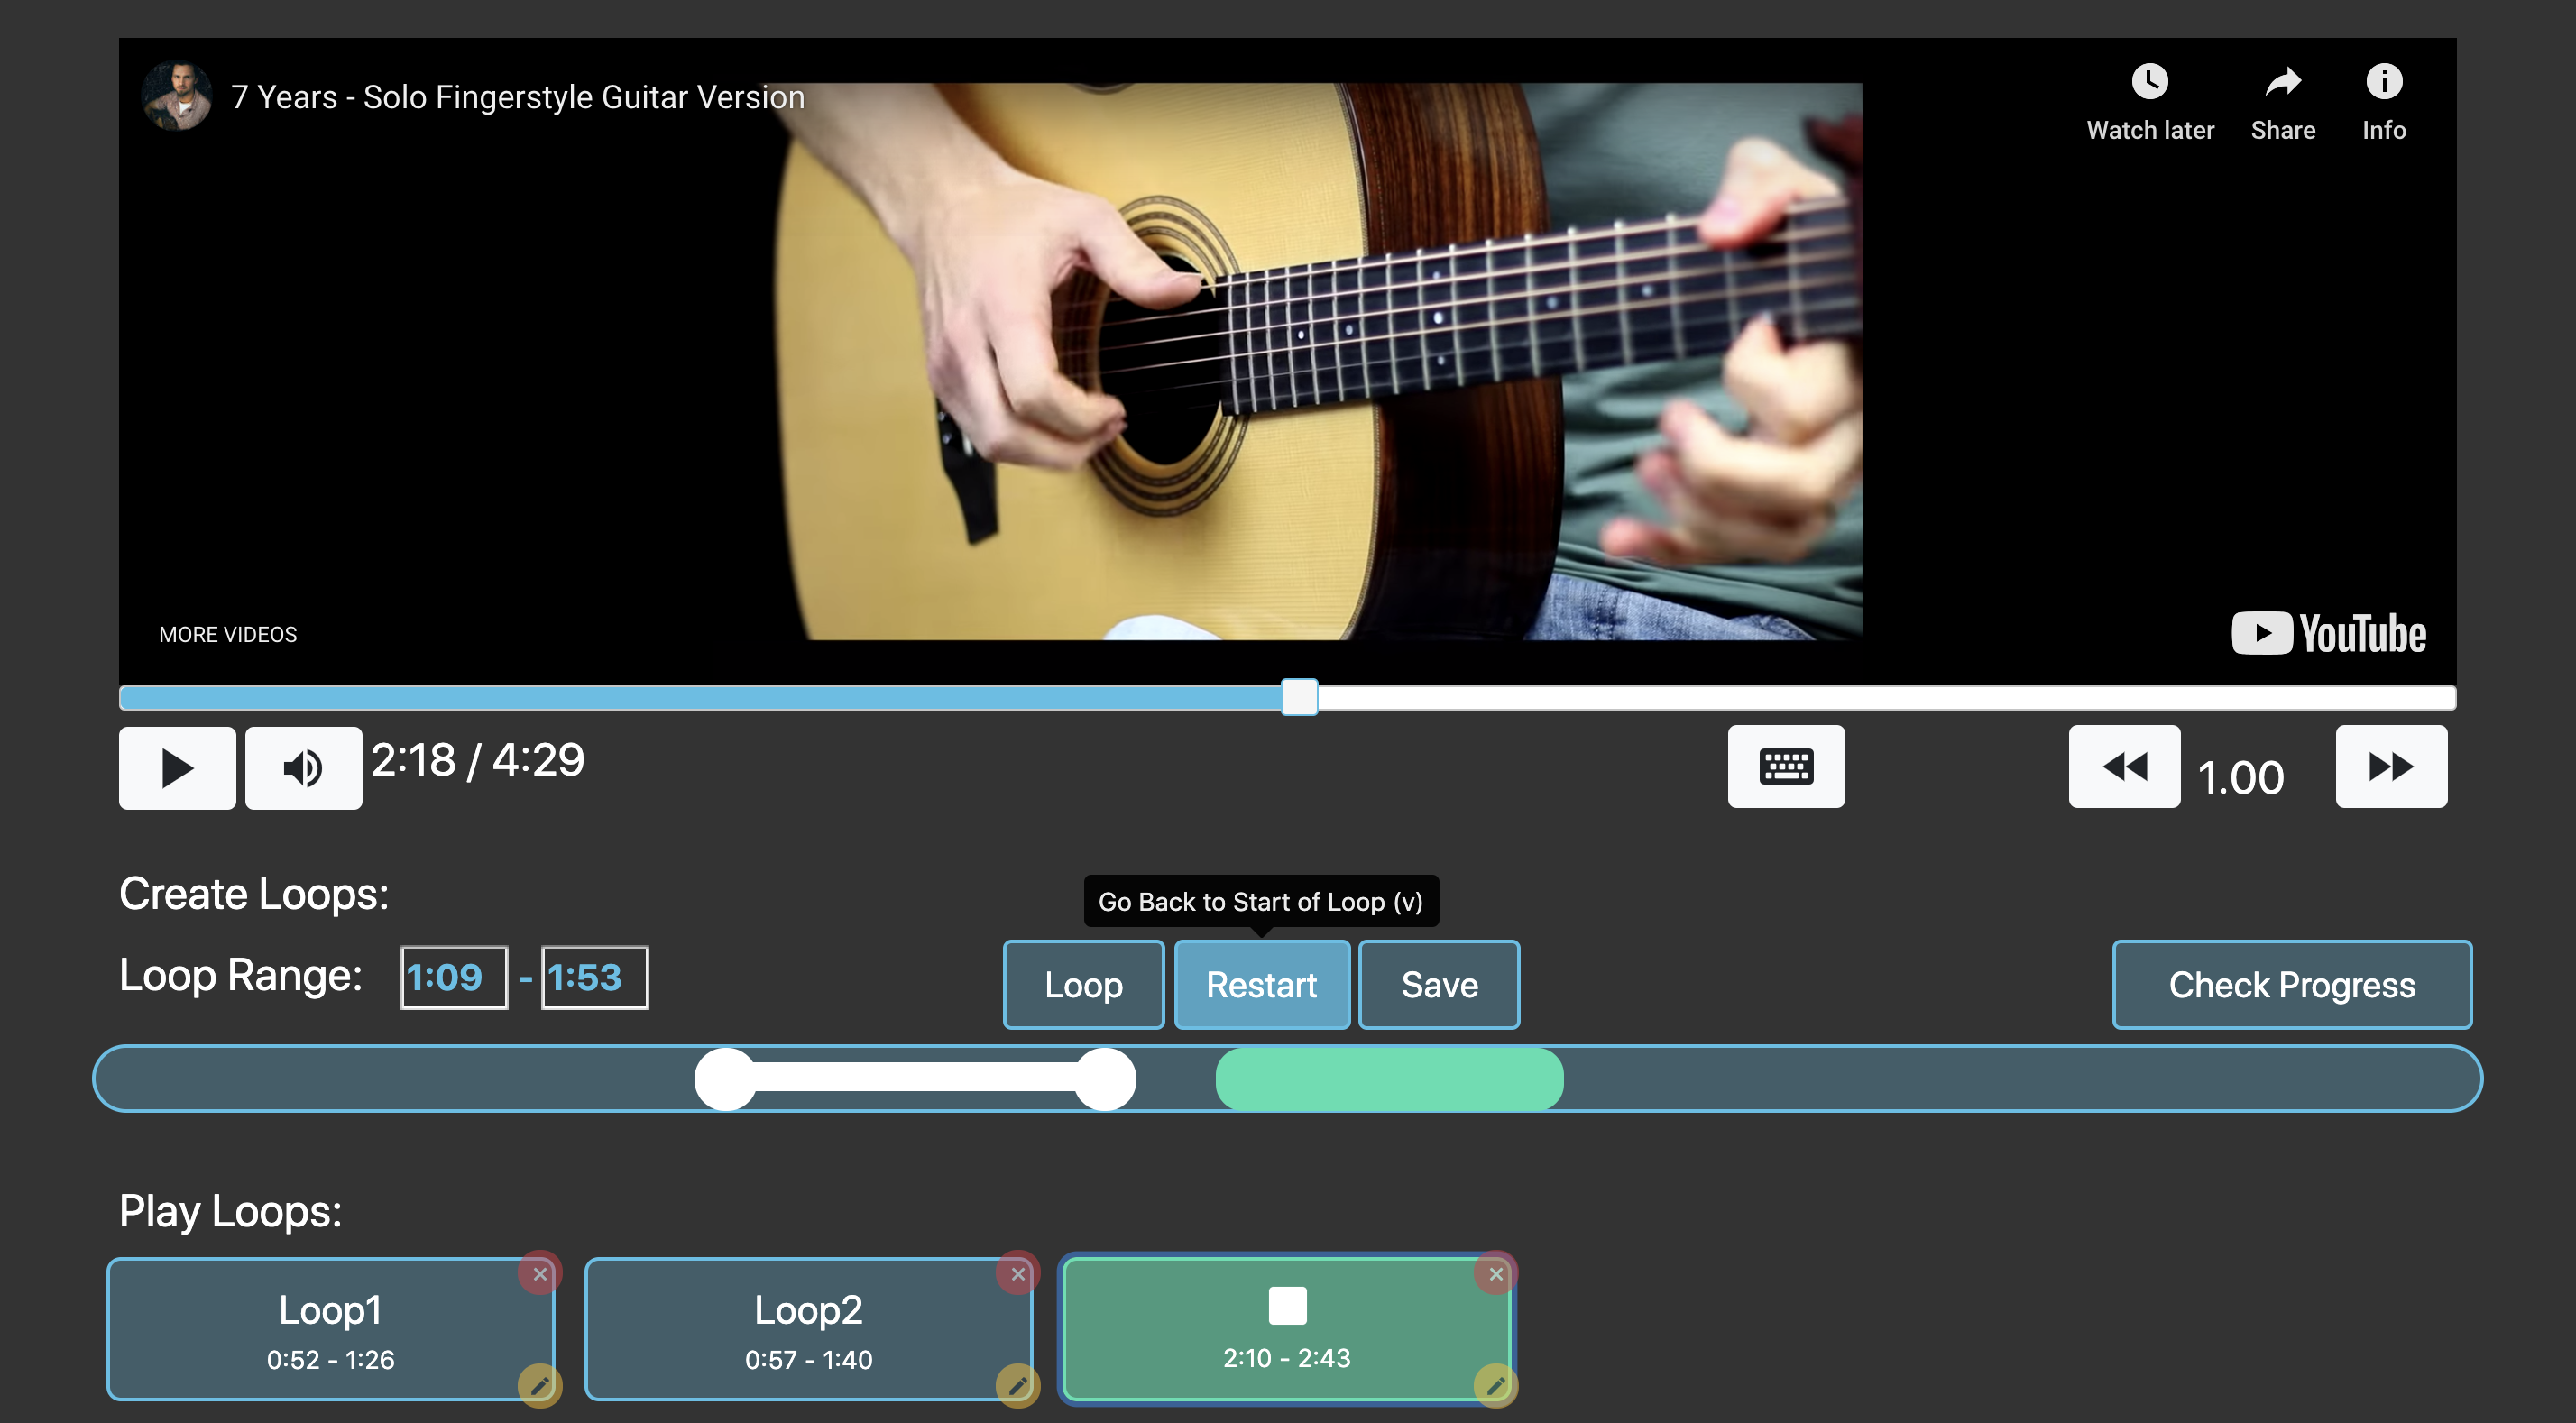 7 Years - Solo Fingerstyle Guitar Version
Watch later
Share
Info
MORE VIDEOS
YouTube
2:18 / 4:29
1.00
Create Loops:
Go Back to Start of Loop (v)
Loop Range: 1:09 - 1:53
Loop
Restart
Save
Check Progress
Play Loops:
Loop1
0:52 - 1:26
Loop2
0:57 - 1:40
2:10 - 2:43